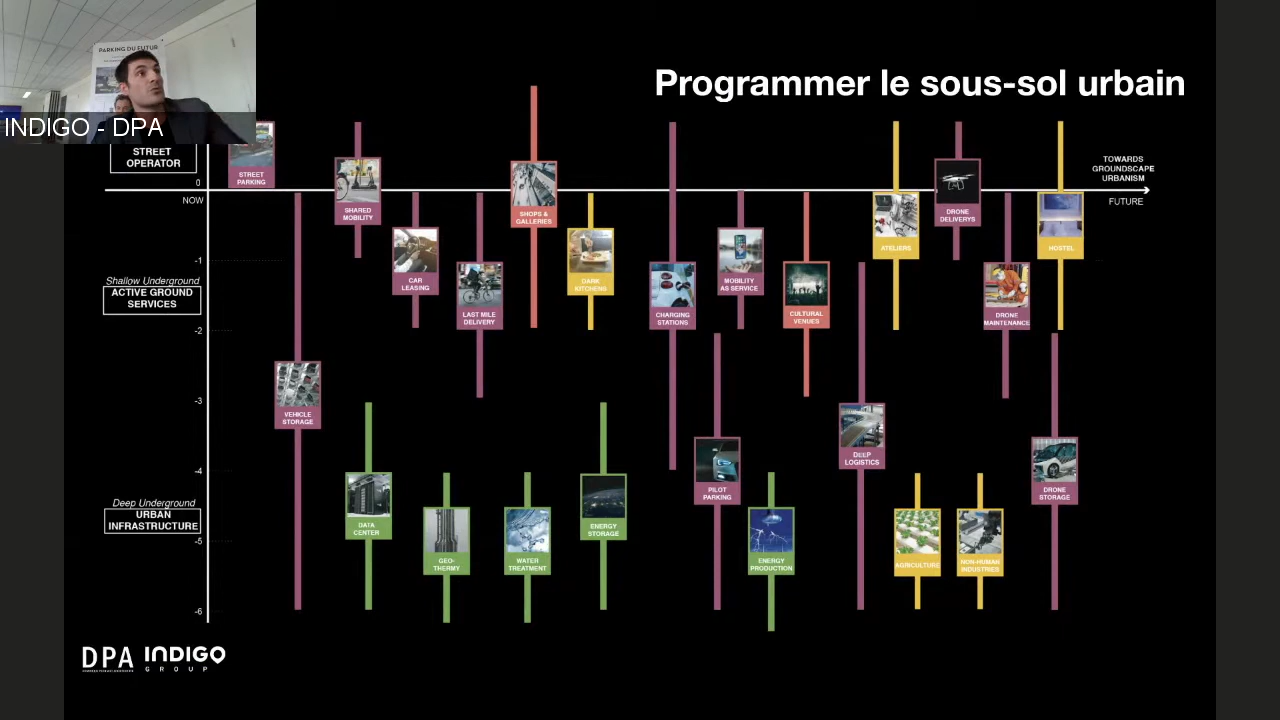 PARKING DU FUTUR
INDIGO - DPA
Programmer le sous-sol urbain
STREET
OPERATOR
0
NOW
TOWARDS
GROUNDSCAPE
URBANISM
FUTURE
STREET
PARKING
SHARED
MOBILITY
SHOPS &
GALLERIES
DRONE
DELIVERYS
-1
Shallow Underground
ACTIVE GROUND
SERVICES
-2
CAR
LEASING
LAST MILE
DELIVERY
DARK
KITCHENS
CHARGING
STATIONS
MOBILITY
AS SERVICE
CULTURAL
VENUES
ATELIERS
DRONE
MAINTENANCE
HOSTEL
-3
VEHICLE
STORAGE
-4
DEEP
LOGISTICS
PILOT
PARKING
DRONE
STORAGE
Deep Underground
URBAN
INFRASTRUCTURE
-5
DATA
CENTER
GEO-
THERMY
WATER
TREATMENT
ENERGY
STORAGE
ENERGY
PRODUCTION
AGRICULTURE
NON-HUMAN
INDUSTRIES
-6
DPA
INDIGO
GROUP